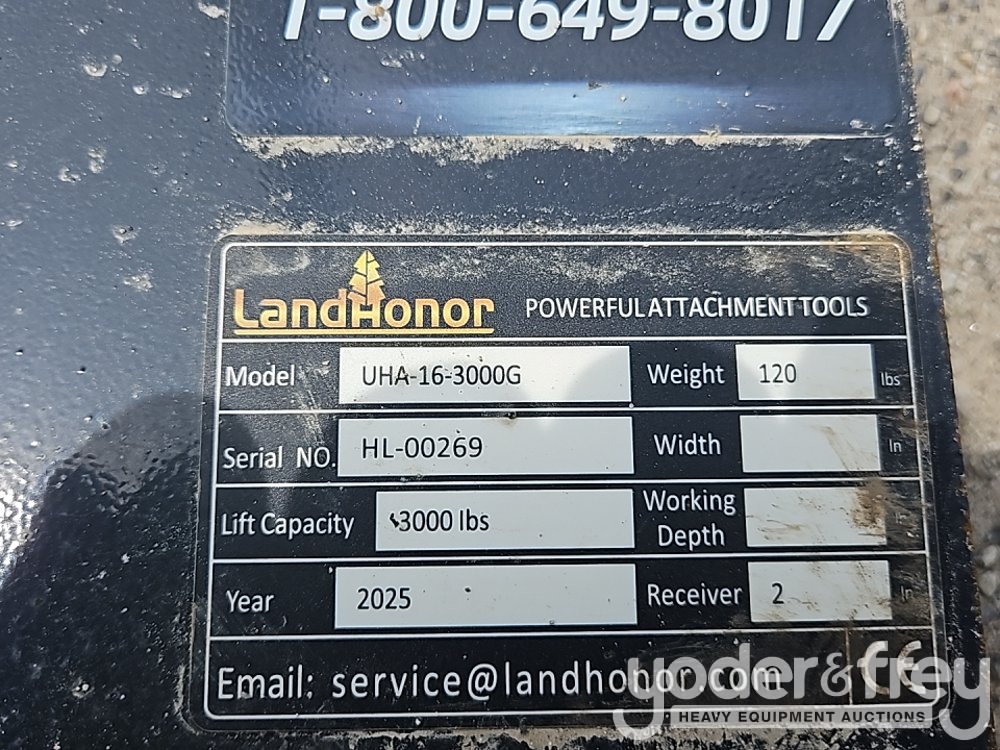 1-800-649-8017
LandHonor POWERFUL ATTACHMENT TOOLS
Model UHA-16-3000G Weight 120 lbs
Serial NO. HL-00269 Width In
Lift Capacity 3000 lbs Working Depth In
Year 2025 Receiver 2 In
Email: service@landhonor.com CE
yoder&frey
HEAVY EQUIPMENT AUCTIONS